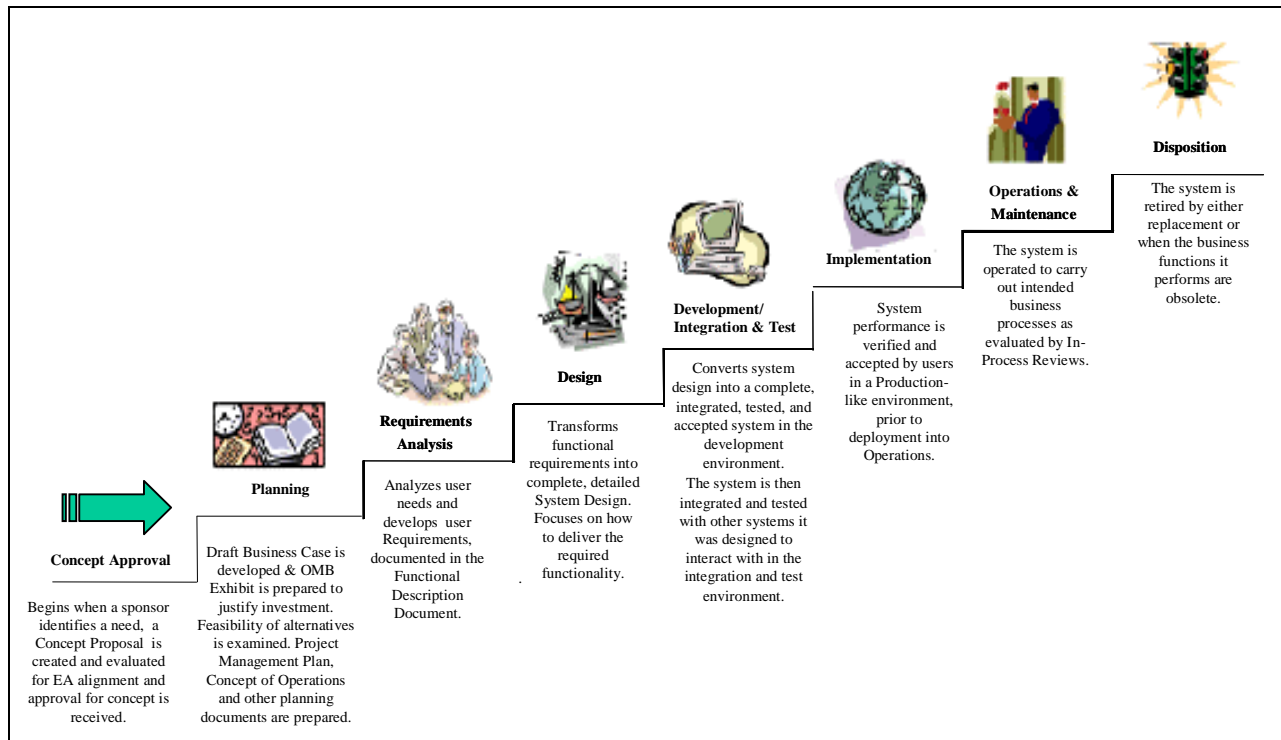 Concept Approval
Begins when a sponsor
identifies a need, a
Concept Proposal is
created and evaluated
for EA alignment and
approval for concept is
received.
Planning
Draft Business Case is
developed & OMB
Exhibit is prepared to
justify investment.
Feasibility of alternatives
is examined. Project
Management Plan,
Concept of Operations
and other planning
documents are prepared.
Requirements
Analysis
Analyzes user
needs and
develops user
Requirements,
documented in the
Functional
Description
Document.
Design
Transforms
functional
requirements into
complete, detailed
System Design.
Focuses on how
to deliver the
required
functionality.
.
Development/
Integration & Test
Converts system
design into a complete,
integrated, tested, and
accepted system in the
development
environment.
The system is then
integrated and tested
with other systems it
was designed to
interact with in the
integration and test
environment.
Implementation
System
performance is
verified and
accepted by users
in a Production-
like environment,
prior to
deployment into
Operations.
Operations &
Maintenance
The system is
operated to carry
out intended
business
processes as
evaluated by In-
Process Reviews.
Disposition
The system is
retired by either
replacement or
when the business
functions it
performs are
obsolete.